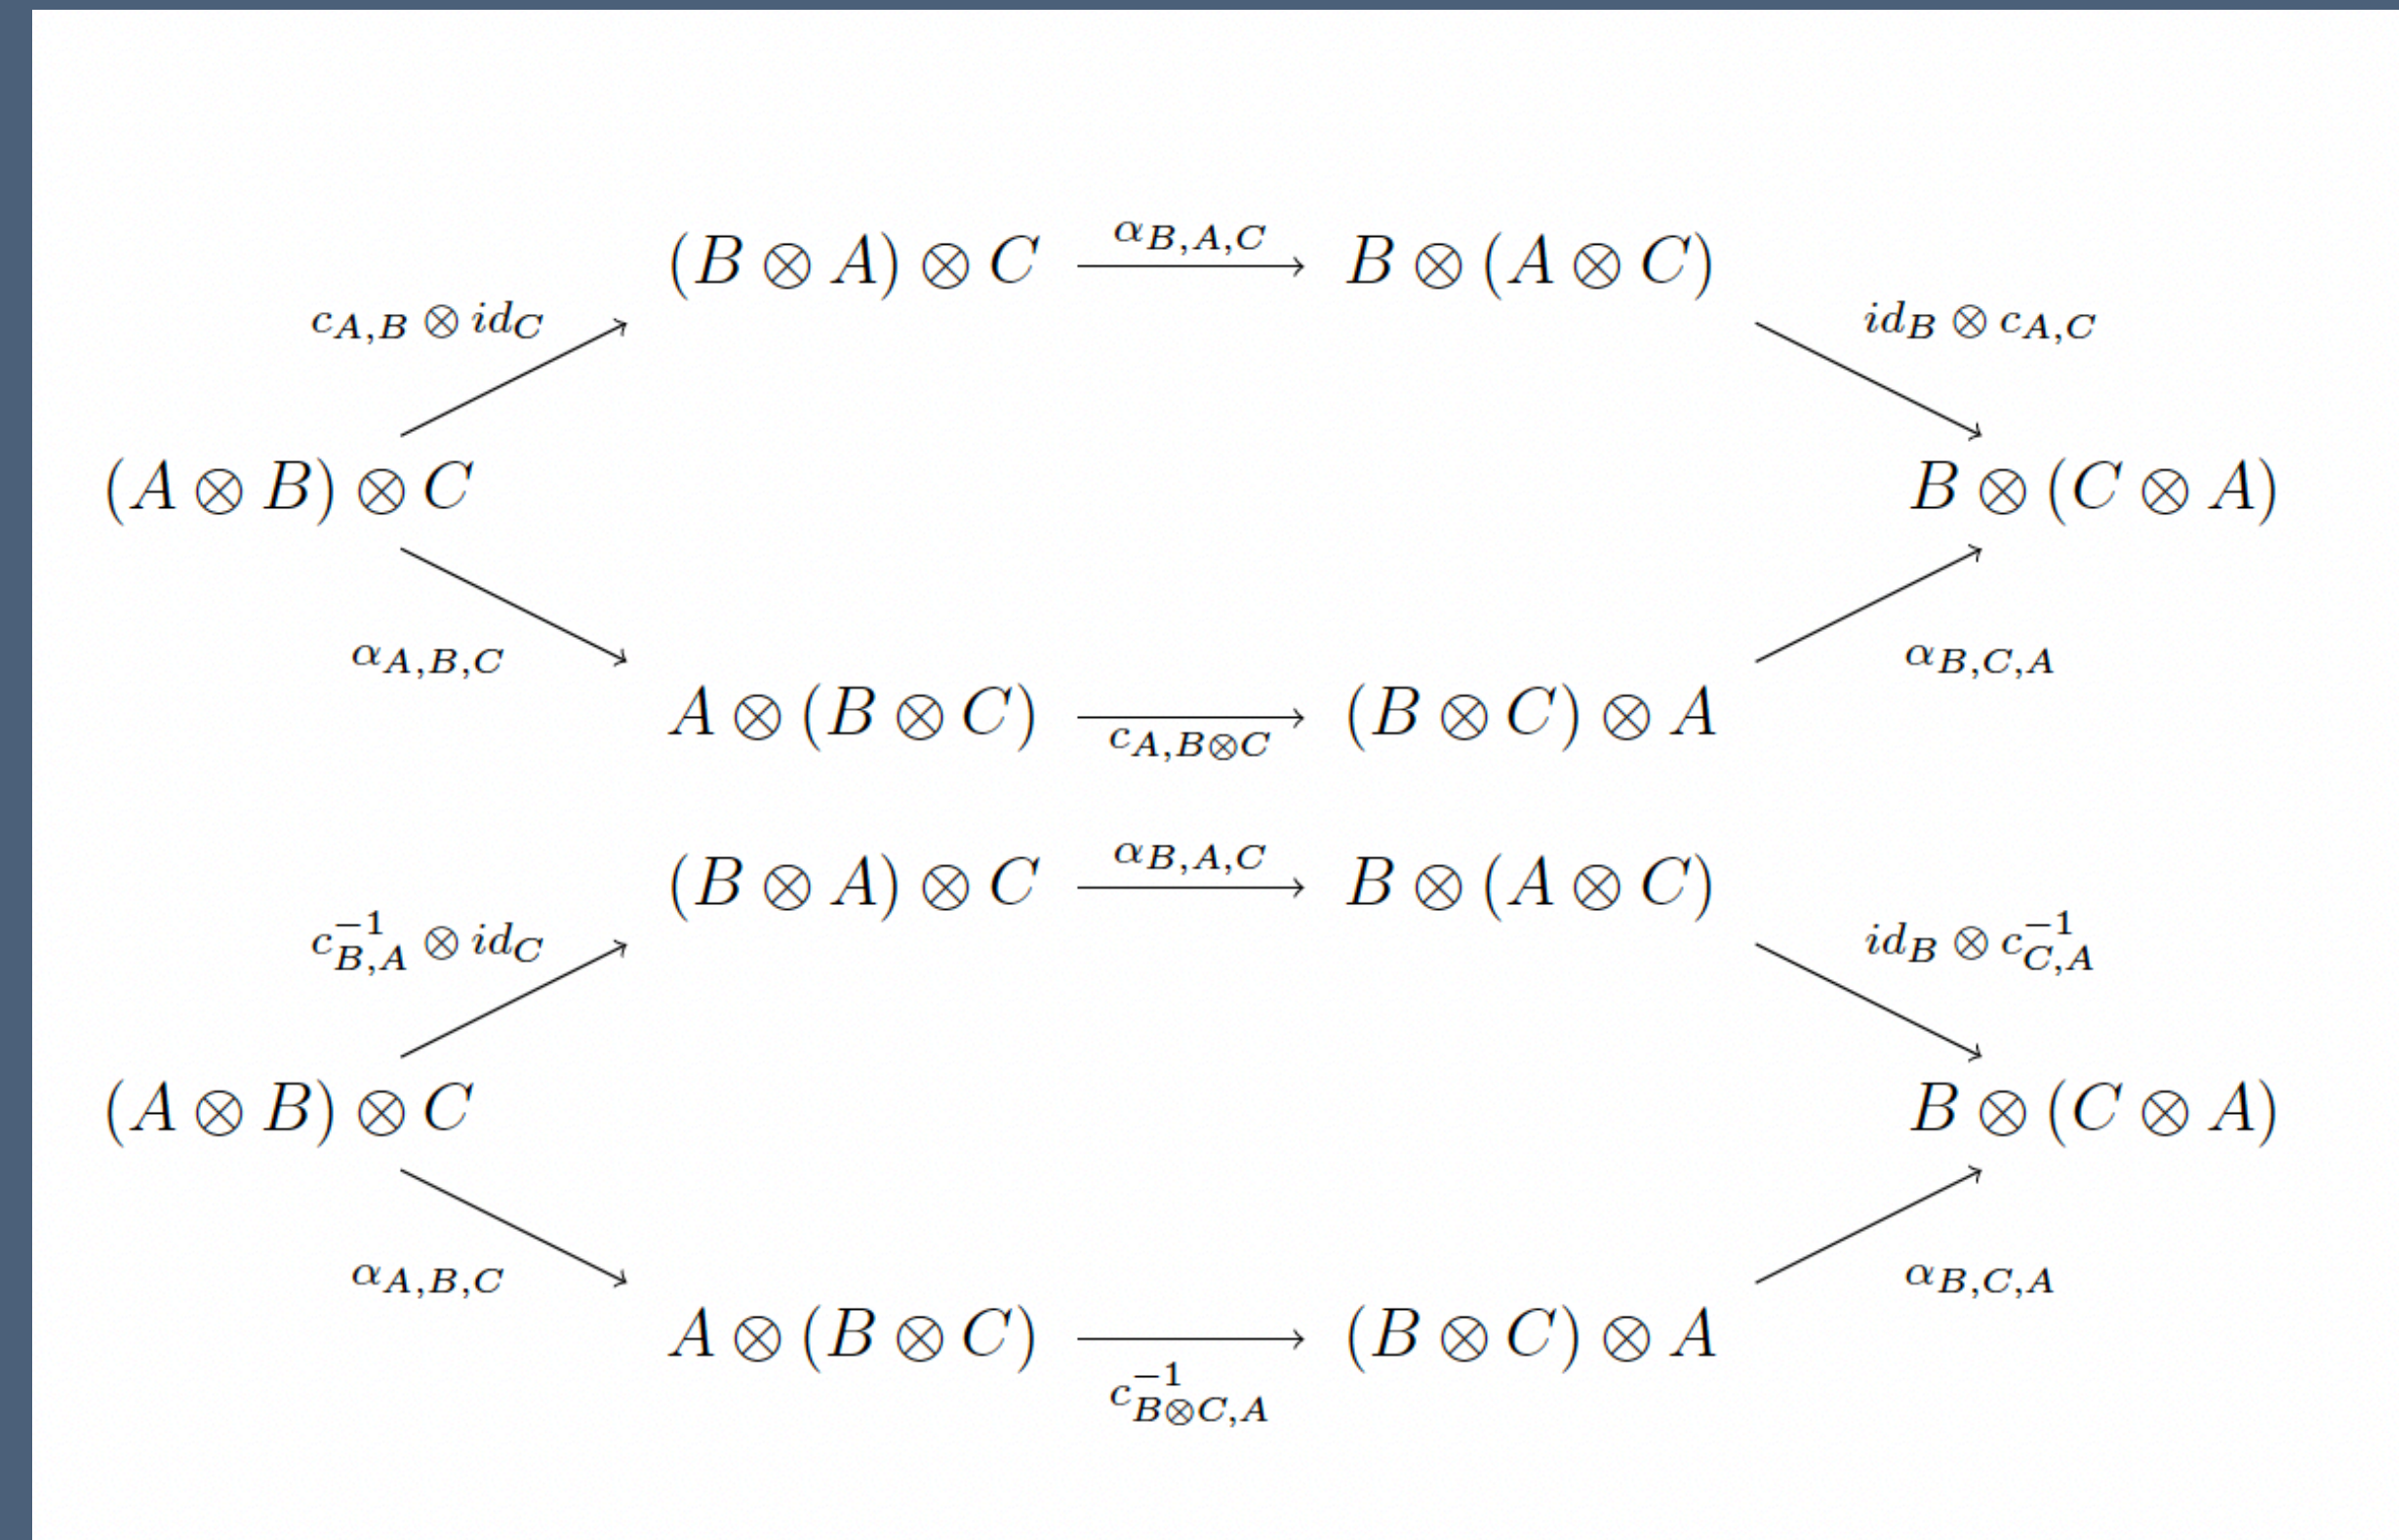 (B ⊗ A) ⊗ C α_{B,A,C} B ⊗ (A ⊗ C)
c_{A,B} ⊗ id_C id_B ⊗ c_{A,C}
(A ⊗ B) ⊗ C B ⊗ (C ⊗ A)
α_{A,B,C} α_{B,C,A}
A ⊗ (B ⊗ C) c_{A,B⊗C} (B ⊗ C) ⊗ A
(B ⊗ A) ⊗ C α_{B,A,C} B ⊗ (A ⊗ C)
c^{-1}_{B,A} ⊗ id_C id_B ⊗ c^{-1}_{C,A}
(A ⊗ B) ⊗ C B ⊗ (C ⊗ A)
α_{A,B,C} α_{B,C,A}
A ⊗ (B ⊗ C) c^{-1}_{B⊗C,A} (B ⊗ C) ⊗ A